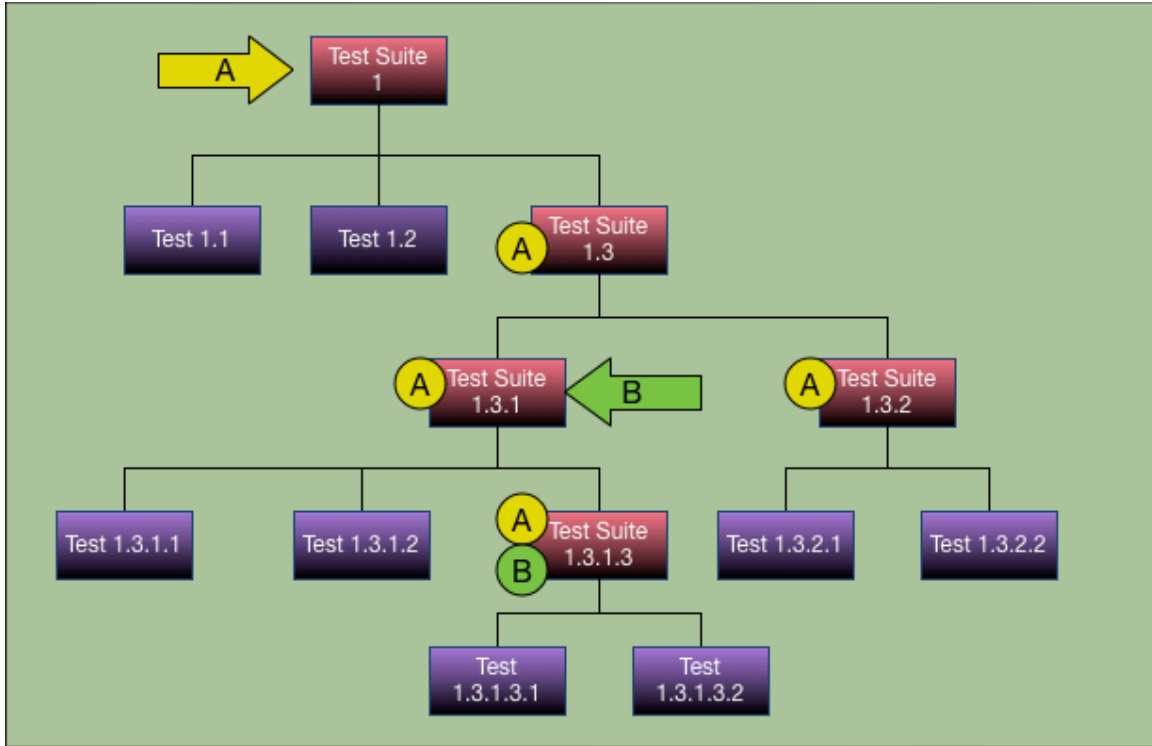 A
Test Suite
1
Test 1.1
Test 1.2
A
Test Suite
1.3
A
Test Suite
1.3.1
B
A
Test Suite
1.3.2
Test 1.3.1.1
Test 1.3.1.2
A
B
Test Suite
1.3.1.3
Test 1.3.2.1
Test 1.3.2.2
Test
1.3.1.3.1
Test
1.3.1.3.2